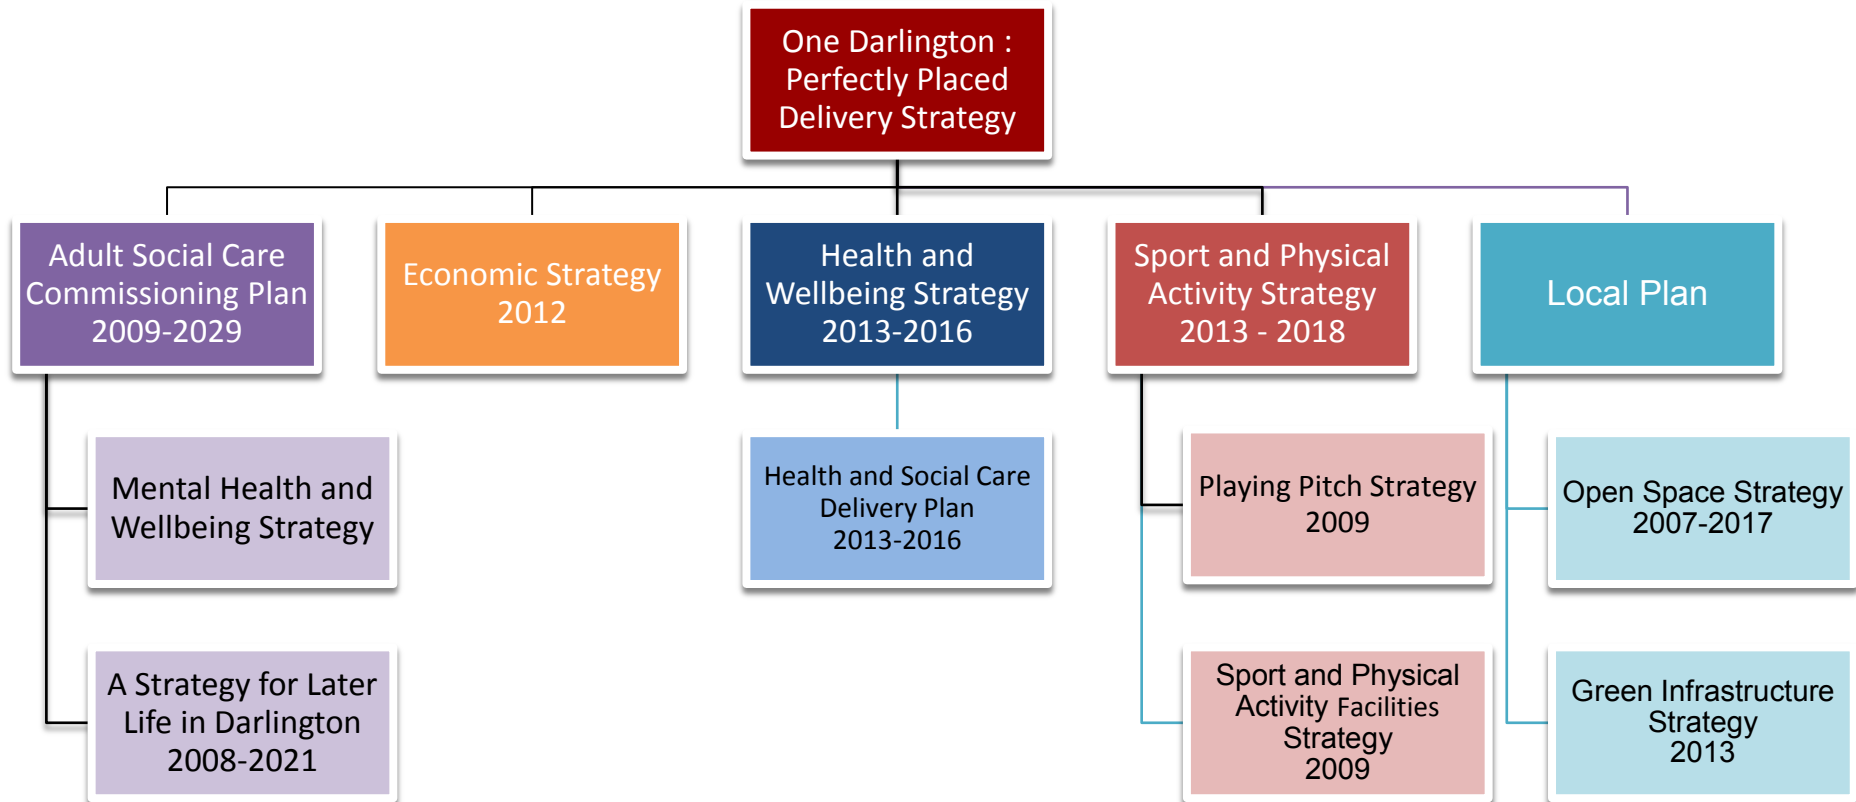 One Darlington :
Perfectly Placed
Delivery Strategy
Adult Social Care
Commissioning Plan
2009-2029
Economic Strategy
2012
Health and
Wellbeing Strategy
2013-2016
Sport and Physical
Activity Strategy
2013 - 2018
Local Plan
Mental Health and
Wellbeing Strategy
Health and Social Care
Delivery Plan
2013-2016
Playing Pitch Strategy
2009
Open Space Strategy
2007-2017
A Strategy for Later
Life in Darlington
2008-2021
Sport and Physical
Activity Facilities
Strategy
2009
Green Infrastructure
Strategy
2013